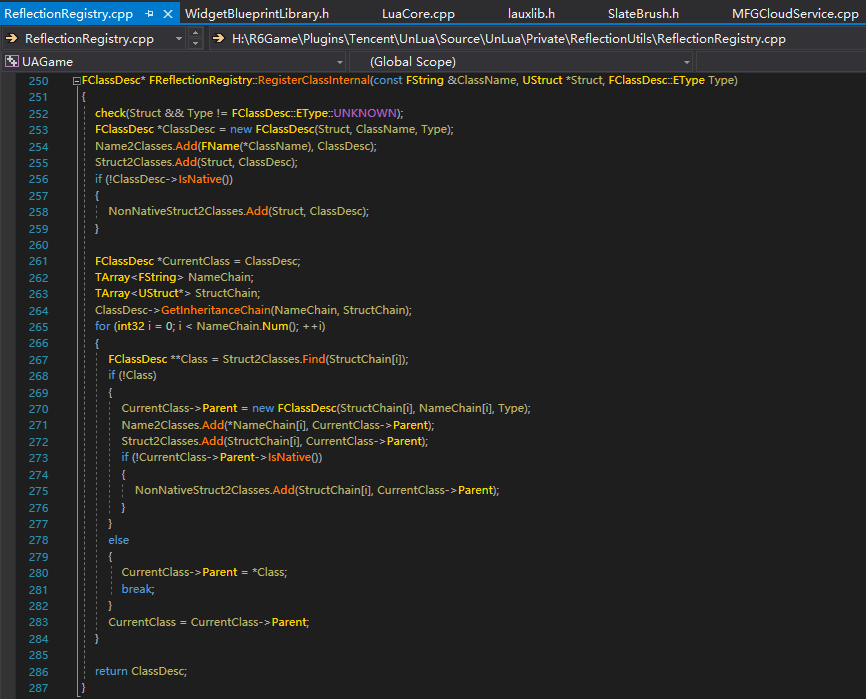 ReflectionRegistry.cpp WidgetBlueprintLibrary.h LuaCore.cpp lauxlib.h SlateBrush.h MFGCloudService.cpp
ReflectionRegistry.cpp H:\R6Game\Plugins\Tencent\UnLua\Source\UnLua\Private\ReflectionUtils\ReflectionRegistry.cpp
UAGame (Global Scope)
250 FClassDesc* FReflectionRegistry::RegisterClassInternal(const FString &ClassName, UStruct *Struct, FClassDesc::EType Type)
251 {
252 check(Struct && Type != FClassDesc::EType::UNKNOWN);
253 FClassDesc *ClassDesc = new FClassDesc(Struct, ClassName, Type);
254 Name2Classes.Add(FName(*ClassName), ClassDesc);
255 Struct2Classes.Add(Struct, ClassDesc);
256 if (!ClassDesc->IsNative())
257 {
258 NonNativeStruct2Classes.Add(Struct, ClassDesc);
259 }
260
261 FClassDesc *CurrentClass = ClassDesc;
262 TArray<FString> NameChain;
263 TArray<UStruct*> StructChain;
264 ClassDesc->GetInheritanceChain(NameChain, StructChain);
265 for (int32 i = 0; i < NameChain.Num(); ++i)
266 {
267 FClassDesc **Class = Struct2Classes.Find(StructChain[i]);
268 if (!Class)
269 {
270 CurrentClass->Parent = new FClassDesc(StructChain[i], NameChain[i], Type);
271 Name2Classes.Add(*NameChain[i], CurrentClass->Parent);
272 Struct2Classes.Add(StructChain[i], CurrentClass->Parent);
273 if (!CurrentClass->Parent->IsNative())
274 {
275 NonNativeStruct2Classes.Add(StructChain[i], CurrentClass->Parent);
276 }
277 }
278 else
279 {
280 CurrentClass->Parent = *Class;
281 break;
282 }
283 CurrentClass = CurrentClass->Parent;
284 }
285
286 return ClassDesc;
287 }